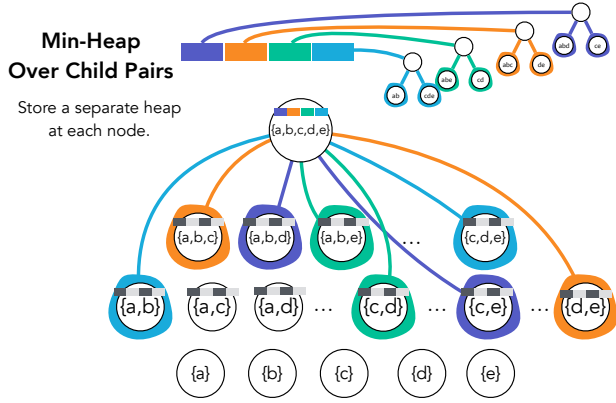 Min-Heap
Over Child Pairs
Store a separate heap
at each node.
abd ce
abc de
abe cd
ab cde
{a,b,c,d,e}
{a,b,c} {a,b,d} {a,b,e} ... {c,d,e}
{a,b} {a,c} {a,d} ... {c,d} ... {c,e} ... {d,e}
{a} {b} {c} {d} {e}